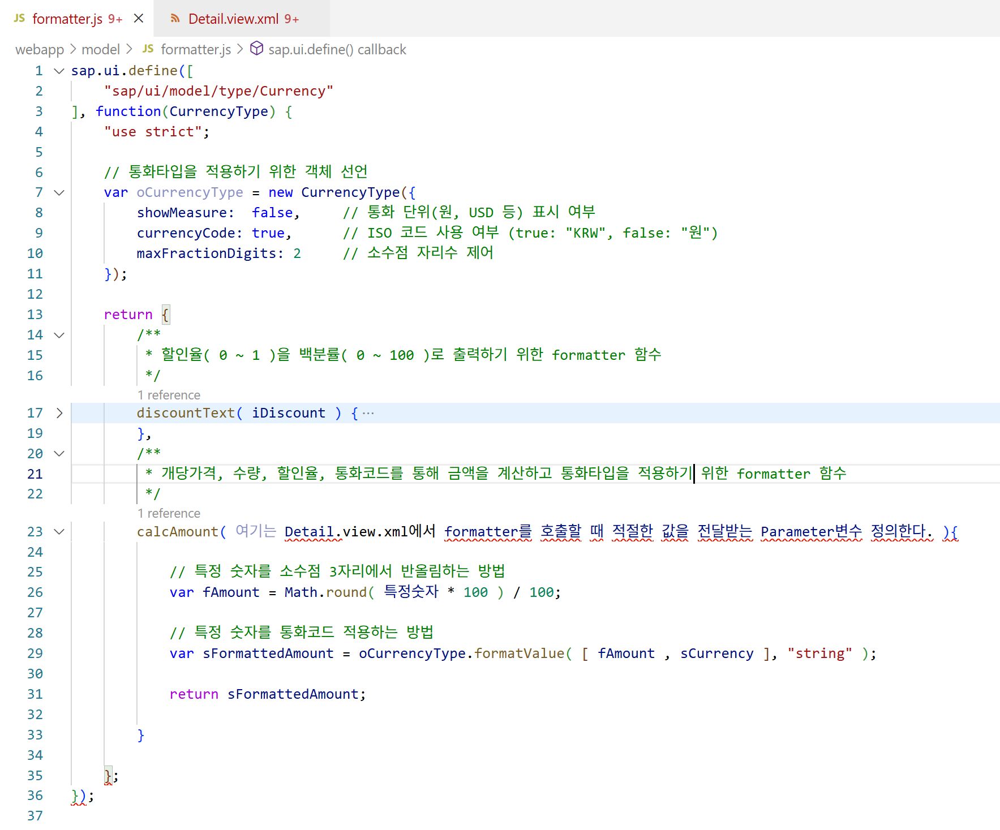 JS formatter.js 9+ × Detail.view.xml 9+
webapp > model > JS formatter.js > sap.ui.define() callback
1 sap.ui.define([
2 "sap/ui/model/type/Currency"
3 ], function(CurrencyType) {
4 "use strict";
5
6 // 통화타입을 적용하기 위한 객체 선언
7 var oCurrencyType = new CurrencyType({
8 showMeasure:  false, // 통화 단위(원, USD 등) 표시 여부
9 currencyCode: true, // ISO 코드 사용 여부 (true: "KRW", false: "원")
10 maxFractionDigits: 2 // 소수점 자리수 제어
11 });
12
13 return {
14 /**
15 * 할인율( 0 ~ 1 )을 백분률( 0 ~ 100 )로 출력하기 위한 formatter 함수
16 */
1 reference
17 discountText( iDiscount ) {···
19 },
20 /**
21 * 개당가격, 수량, 할인율, 통화코드를 통해 금액을 계산하고 통화타입을 적용하기 위한 formatter 함수
22 */
1 reference
23 calcAmount( 여기는 Detail.view.xml에서 formatter를 호출할 때 적절한 값을 전달받는 Parameter변수 정의한다. ){
24
25 // 특정 숫자를 소수점 3자리에서 반올림하는 방법
26 var fAmount = Math.round( 특정숫자 * 100 ) / 100;
27
28 // 특정 숫자를 통화코드 적용하는 방법
29 var sFormattedAmount = oCurrencyType.formatValue( [ fAmount , sCurrency ], "string" );
30
31 return sFormattedAmount;
32
33 }
34
35 };
36 });
37